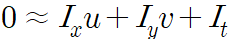 0 ≈ I_x u + I_y v + I_t